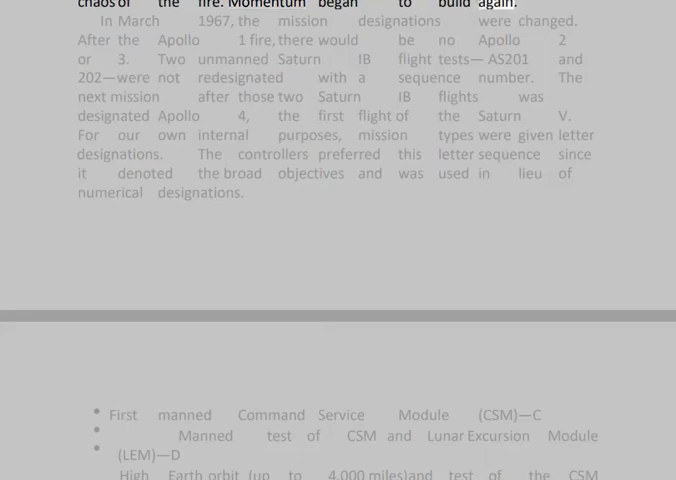 chaos of the fire. Momentum began to build again.
In March 1967, the mission designations were changed.
After the Apollo 1 fire, there would be no Apollo 2
or 3. Two unmanned Saturn IB flight tests— AS201 and
202—were not redesignated with a sequence number. The
next mission after those two Saturn IB flights was
designated Apollo 4, the first flight of the Saturn V.
For our own internal purposes, mission types were given letter
designations. The controllers preferred this letter sequence since
it denoted the broad objectives and was used in lieu of
numerical designations.
• First manned Command Service Module (CSM)—C
• Manned test of CSM and Lunar Excursion Module
• (LEM)—D
High Earth orbit (up to 4,000 miles)and test of the CSM